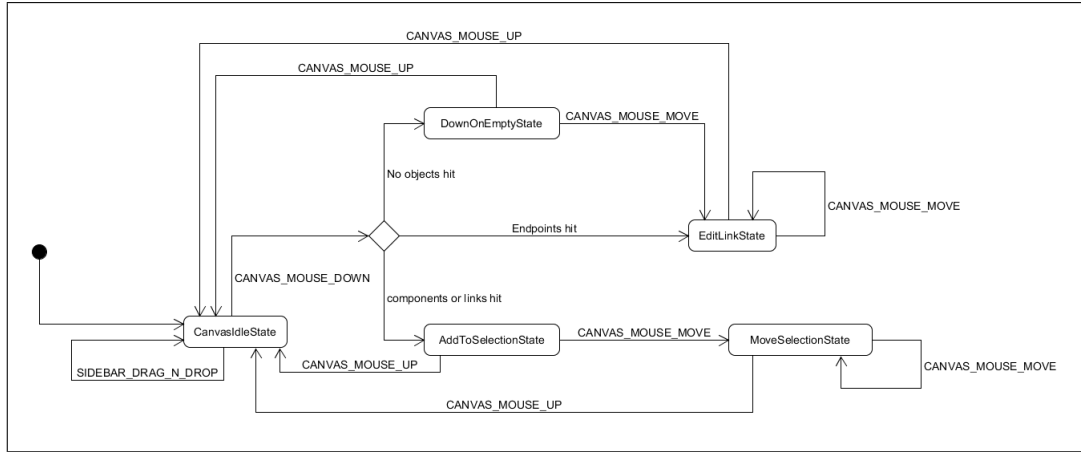 CANVAS_MOUSE_UP
CANVAS_MOUSE_UP
DownOnEmptyState
CANVAS_MOUSE_MOVE
No objects hit
CANVAS_MOUSE_MOVE
Endpoints hit
EditLinkState
CANVAS_MOUSE_DOWN
components or links hit
CanvasIdleState
AddToSelectionState
CANVAS_MOUSE_MOVE
MoveSelectionState
CANVAS_MOUSE_UP
CANVAS_MOUSE_MOVE
SIDEBAR_DRAG_N_DROP
CANVAS_MOUSE_UP